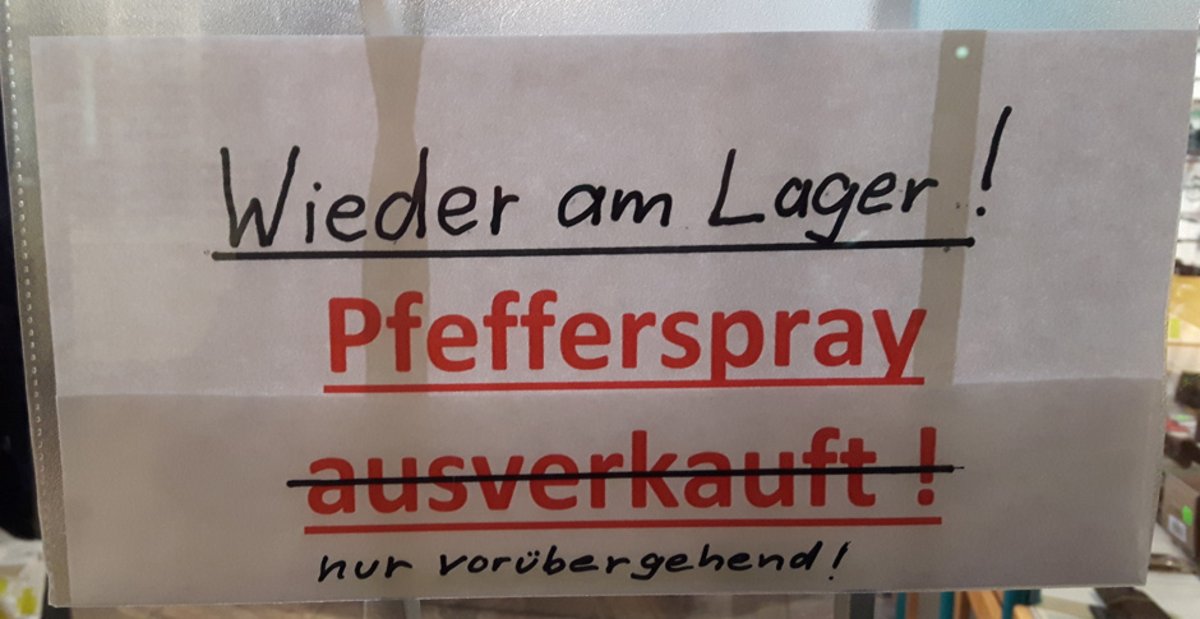 Wieder am Lager!
Pfefferspray
ausverkauft !
nur vorübergehend!